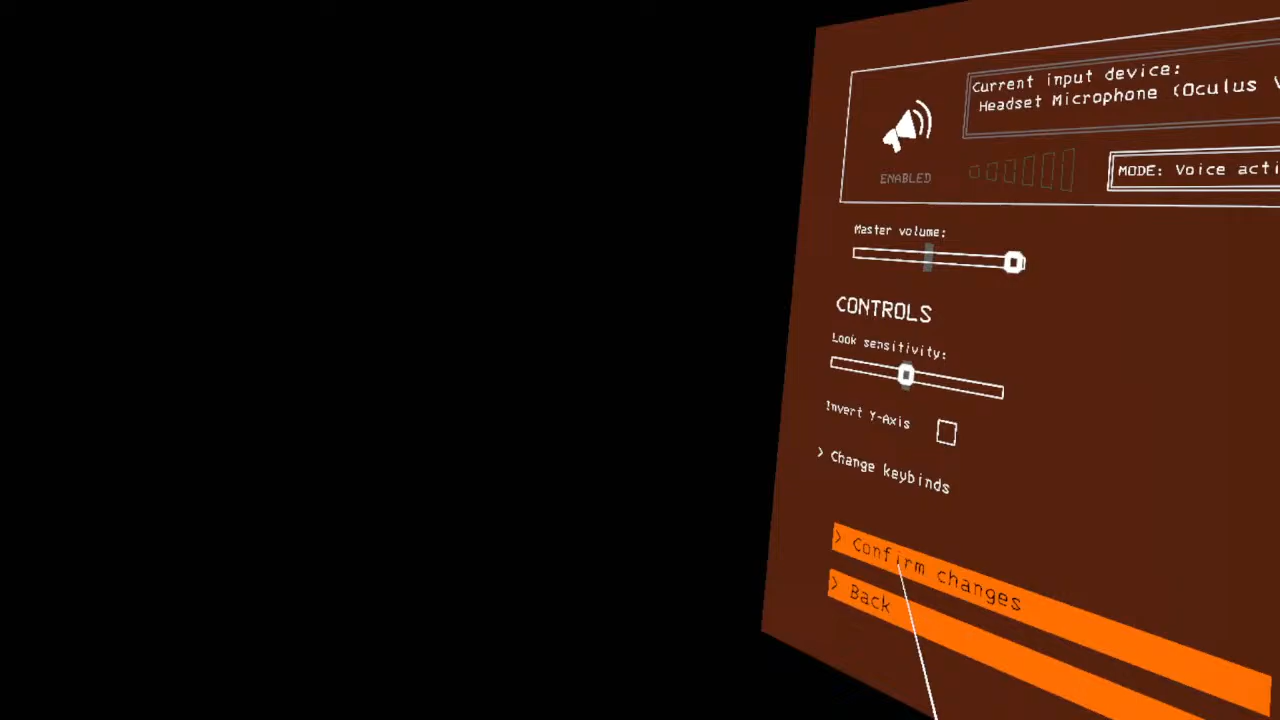 Current input device:
Headset Microphone (Oculus
ENABLED
MODE: Voice acti
Master volume:
CONTROLS
Look sensitivity:
Invert Y-Axis
> Change keybinds
> Confirm changes
> Back